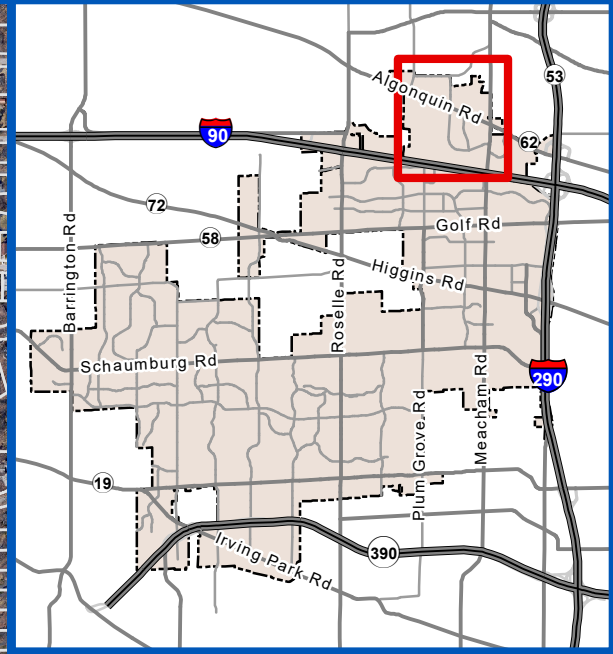 53
Algonquin Rd
62
90
72
58
Golf Rd
Barrington Rd
Higgins Rd
Roselle Rd
Schaumburg Rd
290
Meacham Rd
Plum Grove Rd
19
390
Irving Park Rd